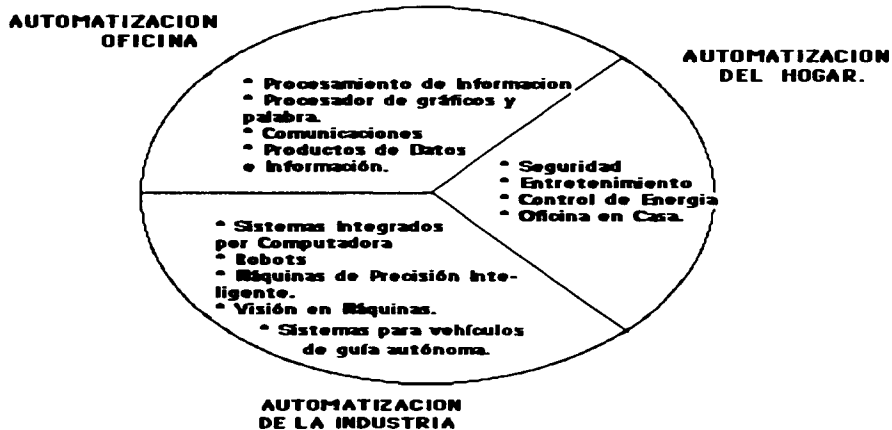 AUTOMATIZACION
OFICINA
* Procesamiento de Informacion
* Procesador de gráficos y
palabra.
* Comunicaciones
* Productos de Datos
e Información.
AUTOMATIZACION
DEL HOGAR.
* Seguridad
* Entretenimiento
* Control de Energia
* Oficina en Casa.
* Sistemas Integrados
por Computadora
* Robots
* Máquinas de Precisión Inte-
ligente.
* Visión en Máquinas.
* Sistemas para vehículos
de guía autónoma.
AUTOMATIZACION
DE LA INDUSTRIA